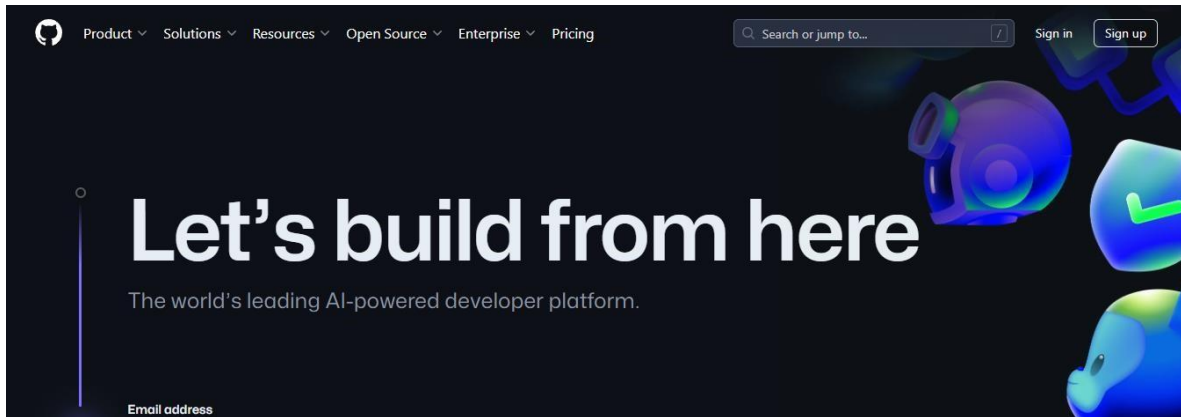 Product Solutions Resources Open Source Enterprise Pricing Search or jump to... / Sign in Sign up
Let’s build from here
The world’s leading AI-powered developer platform.
Email address